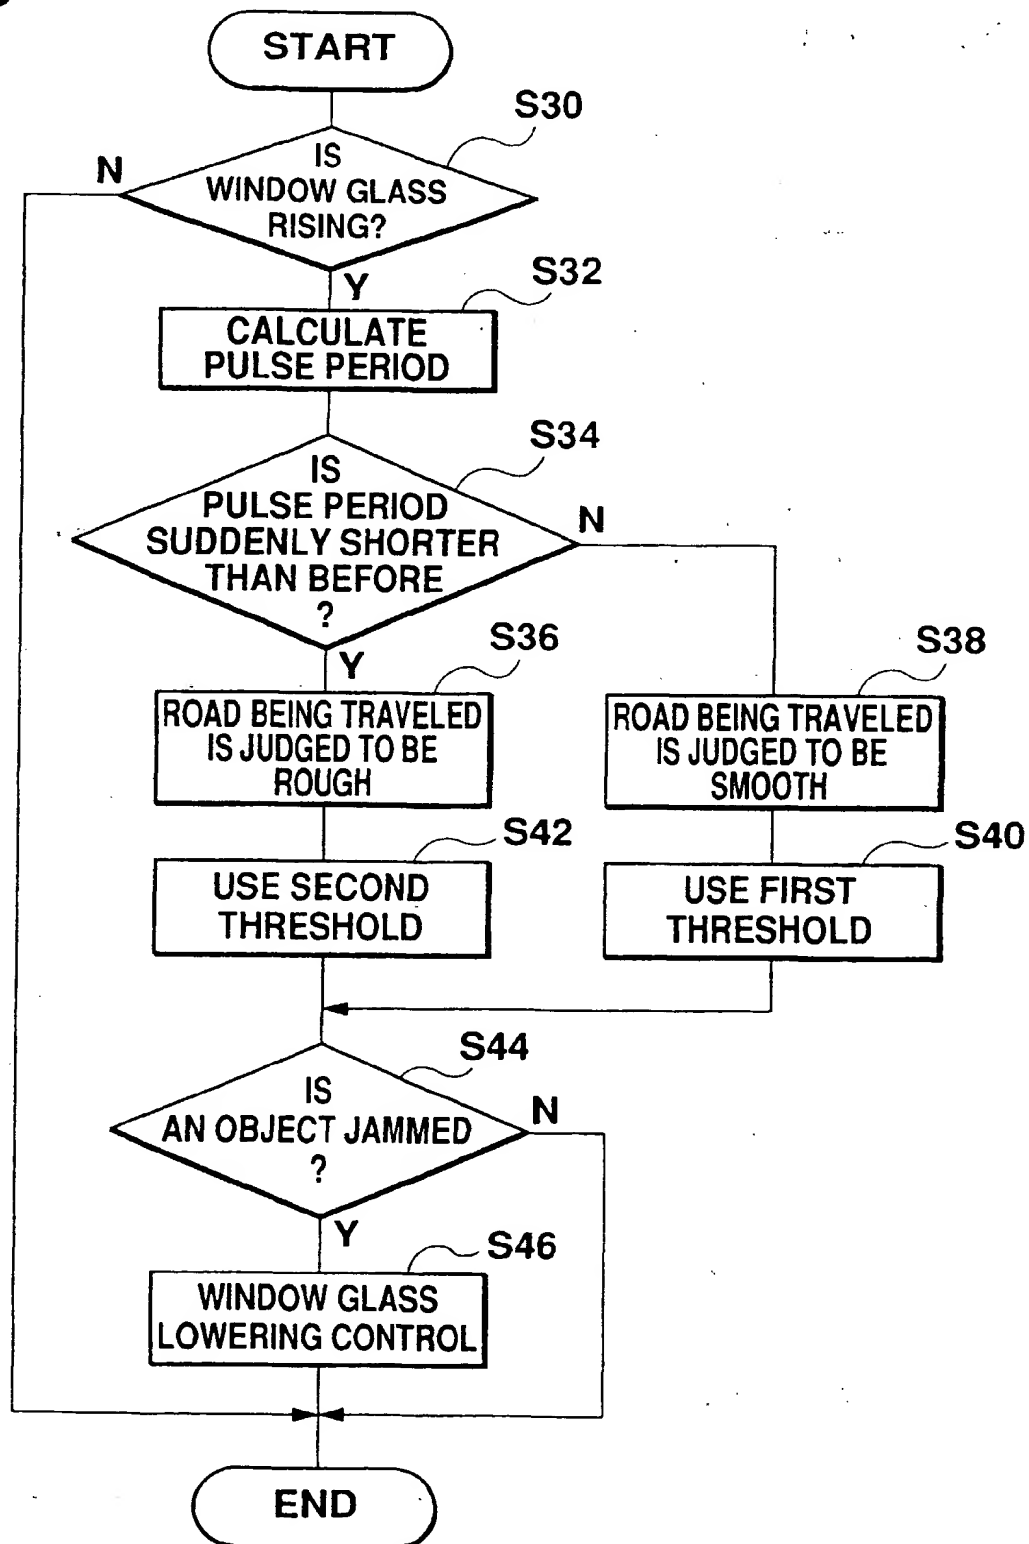 START
S30
N
IS
WINDOW GLASS
RISING?
Y
S32
CALCULATE
PULSE PERIOD
S34
IS
PULSE PERIOD
SUDDENLY SHORTER
THAN BEFORE
?
N
Y
S36
ROAD BEING TRAVELED
IS JUDGED TO BE
ROUGH
S38
ROAD BEING TRAVELED
IS JUDGED TO BE
SMOOTH
S42
USE SECOND
THRESHOLD
S40
USE FIRST
THRESHOLD
S44
IS
AN OBJECT JAMMED
?
N
Y
S46
WINDOW GLASS
LOWERING CONTROL
END